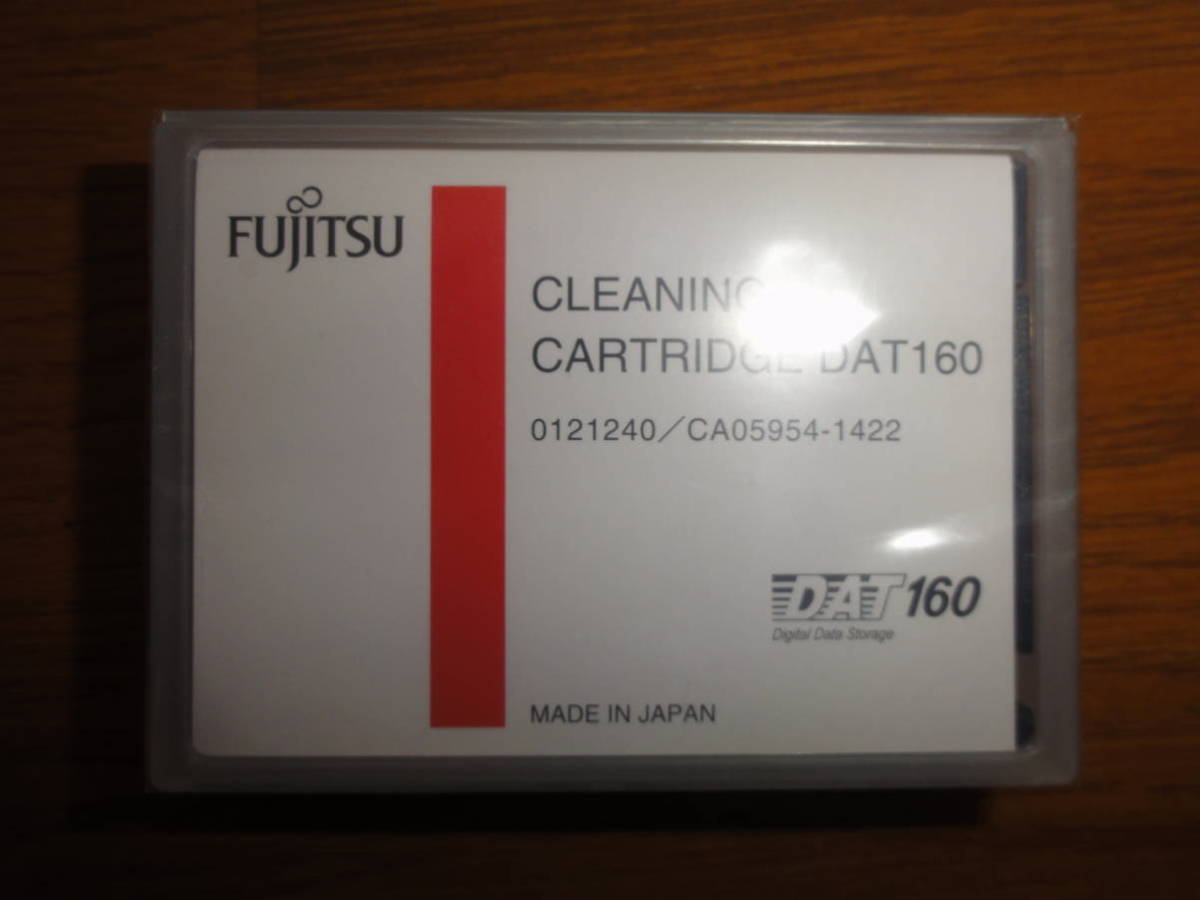 FUJITSU
CLEANING
CARTRIDGE DAT160
0121240／CA05954-1422
DAT 160
Digital Data Storage
MADE IN JAPAN